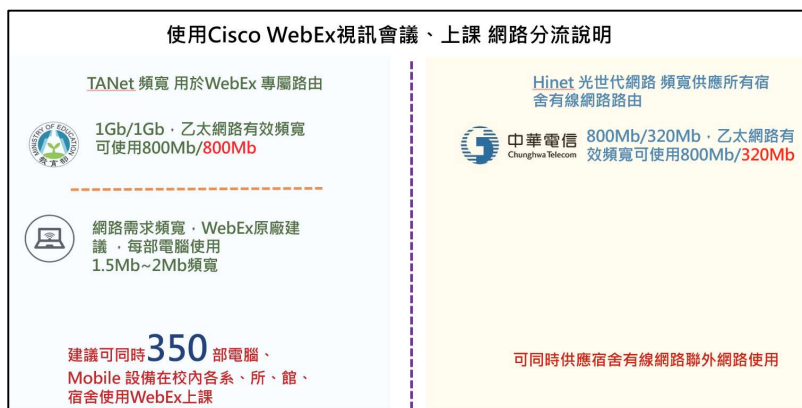 使用Cisco WebEx視訊會議、上課 網路分流說明
TANet 頻寬 用於WebEx 專屬路由
MINISTRY OF EDUCATION
教育部
1Gb/1Gb，乙太網路有效頻寬
可使用800Mb/800Mb
網路需求頻寬，WebEx原廠建
議 ，每部電腦使用
1.5Mb~2Mb頻寬
建議可同時350 部電腦、
Mobile 設備在校內各系、所、館、
宿舍使用WebEx上課
Hinet 光世代網路 頻寬供應所有宿
舍有線網路路由
中華電信
Chunghwa Telecom
800Mb/320Mb，乙太網路有
效頻寬可使用800Mb/320Mb
可同時供應宿舍有線網路聯外網路使用